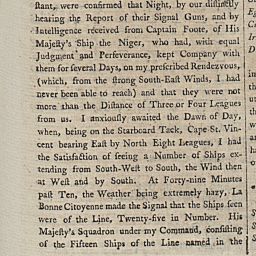 stant, were confirmed that Night, by our distinctly
hearing the Report of their Signal Guns, and by
Intelligence received from Captain Foote, of His
Majesty's Ship the Niger, who had, with equal
Judgment and Perseverance, kept Company with
them for several Days, on my prescribed Rendezvous,
(which, from the strong South-East Winds, I had
never been able to reach) and that they were not
more than the Distance of Three or Four Leagues
from us. I anxiously awaited the Dawn of Day,
when, being on the Starboard Tack, Cape St. Vin-
cent bearing East by North Eight Leagues, I had
the Satisfaction of seeing a Number of Ships ex-
tending from South-West to South, the Wind then
at West and by South. At Forty-nine Minutes
past Ten, the Weather being extremely hazy, La
Bonne Citoyenne made the Signal that the Ships seen
were of the Line, Twenty-five in Number. His
Majesty's Squadron under my Command, consisting
of the Fifteen Ships of the Line named in the